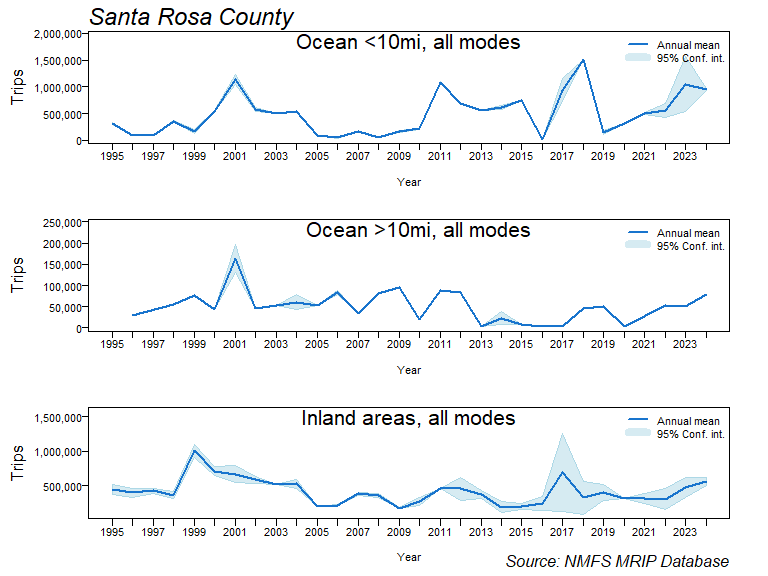 Santa Rosa County
Ocean <10mi, all modes
Annual mean
95% Conf. int.
Trips
2,000,000
1,500,000
1,000,000
500,000
0
1995 1997 1999 2001 2003 2005 2007 2009 2011 2013 2015 2017 2019 2021 2023
Year
Ocean >10mi, all modes
Annual mean
95% Conf. int.
Trips
250,000
200,000
150,000
100,000
50,000
0
1995 1997 1999 2001 2003 2005 2007 2009 2011 2013 2015 2017 2019 2021 2023
Year
Inland areas, all modes
Annual mean
95% Conf. int.
Trips
1,500,000
1,000,000
500,000
1995 1997 1999 2001 2003 2005 2007 2009 2011 2013 2015 2017 2019 2021 2023
Year
Source: NMFS MRIP Database